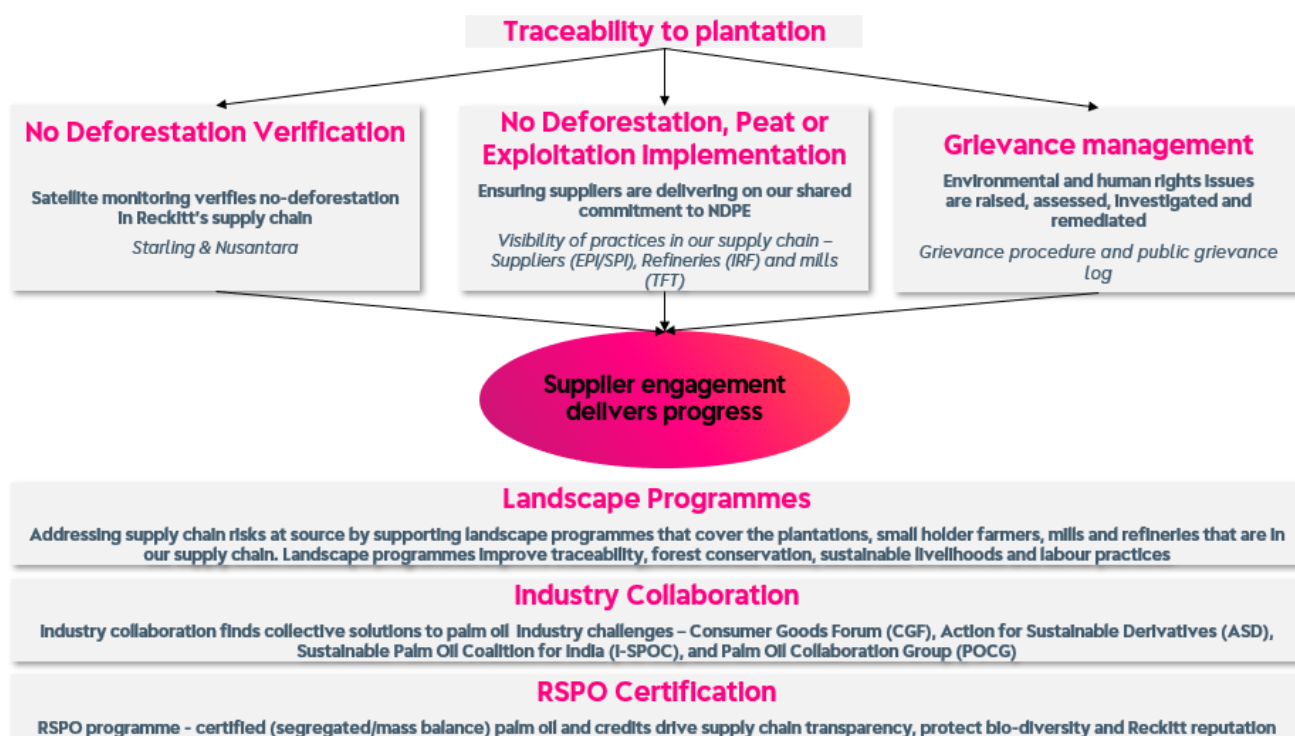 Traceability to plantation
No Deforestation Verification
Satellite monitoring verifies no-deforestation
in Reckitt's supply chain
Starling & Nusantara
No Deforestation, Peat or
Exploitation Implementation
Ensuring suppliers are delivering on our shared
commitment to NDPE
Visibility of practices in our supply chain –
Suppliers (EPI/SPI), Refineries (IRF) and mills
(TFT)
Grievance management
Environmental and human rights issues
are raised, assessed, investigated and
remediated
Grievance procedure and public grievance
log
Supplier engagement
delivers progress
Landscape Programmes
Addressing supply chain risks at source by supporting landscape programmes that cover the plantations, small holder farmers, mills and refineries that are in
our supply chain. Landscape programmes improve traceability, forest conservation, sustainable livelihoods and labour practices
Industry Collaboration
Industry collaboration finds collective solutions to palm oil industry challenges – Consumer Goods Forum (CGF), Action for Sustainable Derivatives (ASD),
Sustainable Palm Oil Coalition for India (I-SPOC), and Palm Oil Collaboration Group (POCG)
RSPO Certification
RSPO programme - certified (segregated/mass balance) palm oil and credits drive supply chain transparency, protect bio-diversity and Reckitt reputation